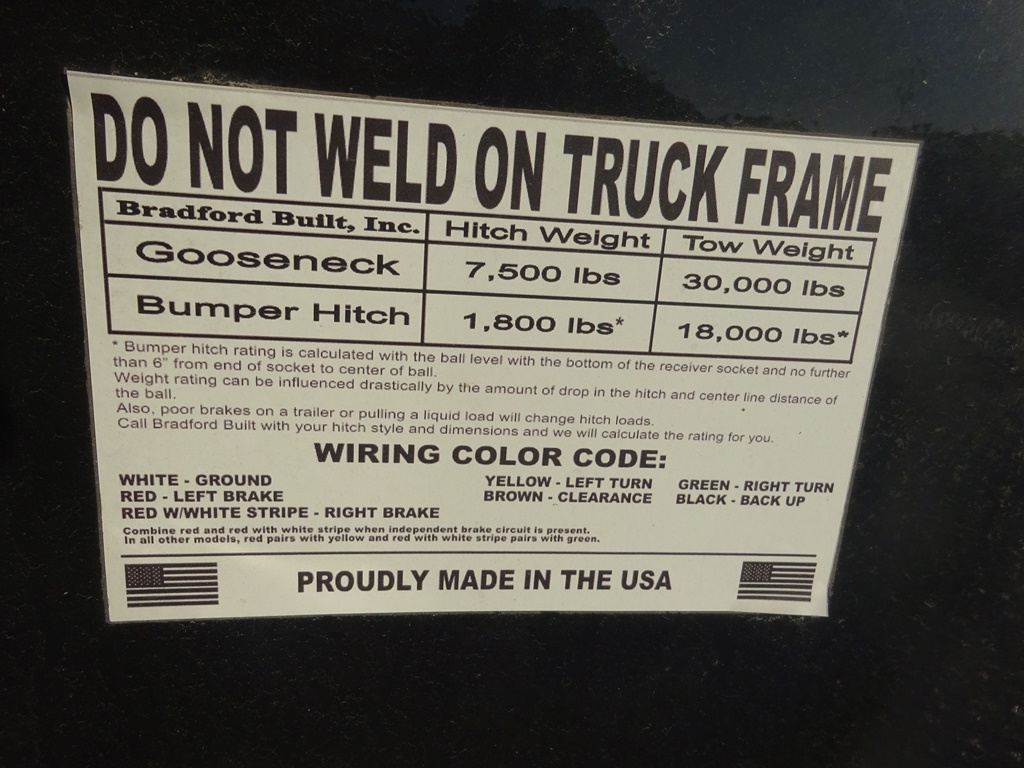 DO NOT WELD ON TRUCK FRAME
Bradford Built, Inc. Hitch Weight Tow Weight
Gooseneck 7,500 lbs 30,000 lbs
Bumper Hitch 1,800 lbs* 18,000 lbs*
* Bumper hitch rating is calculated with the ball level with the bottom of the receiver socket and no further
than 6" from end of socket to center of ball.
Weight rating can be influenced drastically by the amount of drop in the hitch and center line distance of
the ball.
Also, poor brakes on a trailer or pulling a liquid load will change hitch loads.
Call Bradford Built with your hitch style and dimensions and we will calculate the rating for you.
WIRING COLOR CODE:
WHITE - GROUND YELLOW - LEFT TURN GREEN - RIGHT TURN
RED - LEFT BRAKE BROWN - CLEARANCE BLACK - BACK UP
RED W/WHITE STRIPE - RIGHT BRAKE
Combine red and red with white stripe when independent brake circuit is present.
In all other models, red pairs with yellow and red with white stripe pairs with green.
PROUDLY MADE IN THE USA